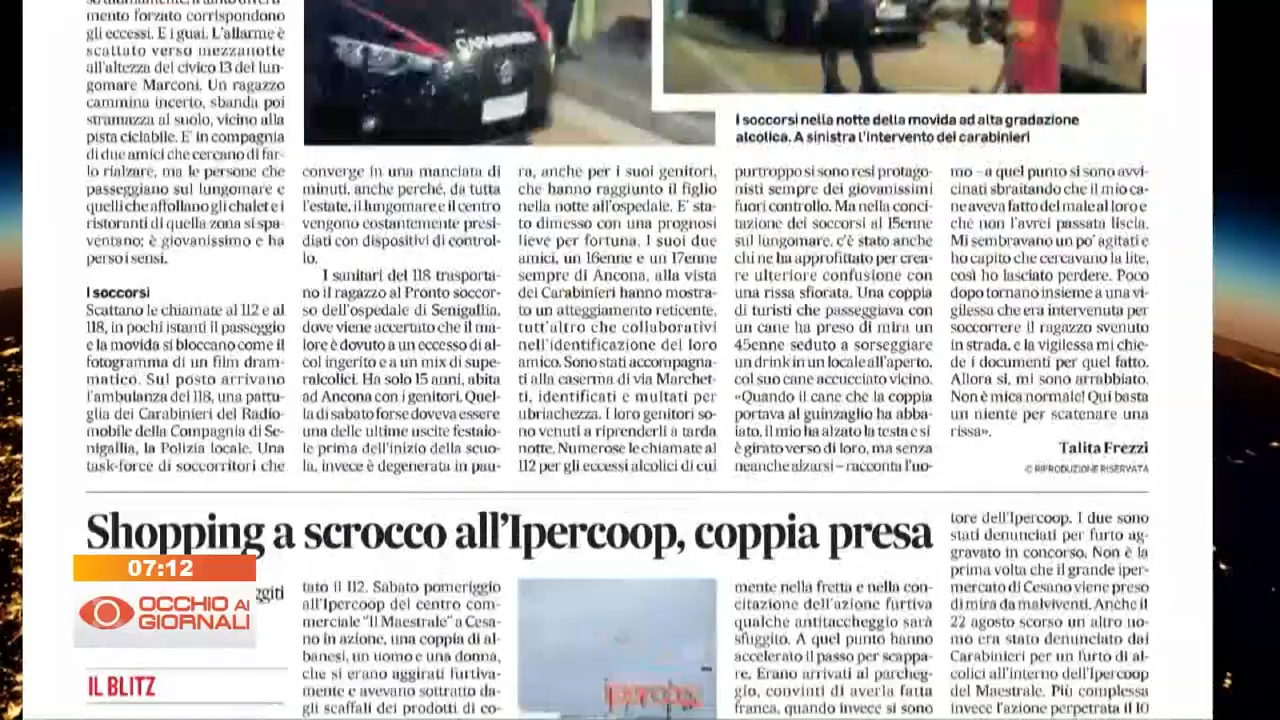 mento forzato corrispondono
gli eccessi. E i guai. L'allarme è
scattato verso mezzanotte
all'altezza del civico 13 del lun-
gomare Marconi. Un ragazzo
cammina incerto, sbanda poi
stramazza al suolo, vicino alla
pista ciclabile. E' in compagnia
di due amici che cercano di far-
lo rialzare, ma le persone che
passeggiano sul lungomare e
quelli che affollano gli chalet e i
ristoranti di quella zona si spa-
ventano: è giovanissimo e ha
perso i sensi.
I soccorsi
Scattano le chiamate al 112 e al
118, in pochi istanti il passeggio
e la movida si bloccano come il
fotogramma di un film dram-
matico. Sul posto arrivano
l'ambulanza del 118, una pattu-
glia dei Carabinieri del Radio-
mobile della Compagnia di Se-
nigallia, la Polizia locale. Una
task-force di soccorritori che
CARABINIERI
converge in una manciata di
minuti, anche perché, da tutta
l'estate, il lungomare e il centro
vengono costantemente presi-
diati con dispositivi di control-
lo.
I sanitari del 118 trasporta-
no il ragazzo al Pronto soccor-
so dell'ospedale di Senigallia,
dove viene accertato che il ma-
lore è dovuto a un eccesso di al-
col ingerito e a un mix di supe-
ralcolici. Ha solo 15 anni, abita
ad Ancona con i genitori. Quel-
la di sabato forse doveva essere
una delle ultime uscite festaio-
le prima dell'inizio della scuo-
la, invece è degenerata in pau-
ra, anche per i suoi genitori,
che hanno raggiunto il figlio
nella notte all'ospedale. E' sta-
to dimesso con una prognosi
lieve per fortuna. I suoi due
amici, un 16enne e un 17enne
sempre di Ancona, alla vista
dei Carabinieri hanno mostra-
to un atteggiamento reticente,
tutt'altro che collaborativi
nell'identificazione del loro
amico. Sono stati accompagna-
ti alla caserma di via Marchet-
ti, identificati e multati per
ubriachezza. I loro genitori so-
no venuti a riprenderli a tarda
notte. Numerose le chiamate al
112 per gli eccessi alcolici di cui
I soccorsi nella notte della movida ad alta gradazione
alcolica. A sinistra l'intervento dei carabinieri
purtroppo si sono resi protago-
nisti sempre dei giovanissimi
fuori controllo. Ma nella conci-
tazione dei soccorsi al 15enne
sul lungomare, c'è stato anche
chi ne ha approfittato per crea-
re ulteriore confusione con
una rissa sfiorata. Una coppia
di turisti che passeggiava con
un cane ha preso di mira un
45enne seduto a sorseggiare
un drink in un locale all'aperto,
col suo cane accucciato vicino.
«Quando il cane che la coppia
portava al guinzaglio ha abba-
iato, il mio ha alzato la testa e si
è girato verso di loro, ma senza
neanche alzarsi – racconta l'uo-
mo – a quel punto si sono avvi-
cinati sbraitando che il mio ca-
ne aveva fatto del male al loro e
che non l'avrei passata liscia.
Mi sembravano un po' agitati e
ho capito che cercavano la lite,
così ho lasciato perdere. Poco
dopo tornano insieme a una vi-
gilessa che era intervenuta per
soccorrere il ragazzo svenuto
in strada, e la vigilessa mi chie-
de i documenti per quel fatto.
Allora sì, mi sono arrabbiato.
Non è mica normale! Qui basta
un niente per scatenare una
rissa».
Talita Frezzi
© RIPRODUZIONE RISERVATA
Shopping a scrocco all'Ipercoop, coppia presa
07:12
OCCHIO AI
GIORNALI
IL BLITZ
tato il 112. Sabato pomeriggio
all'Ipercoop del centro com-
merciale "Il Maestrale" a Cesa-
no in azione, una coppia di al-
banesi, un uomo e una donna,
che si erano aggirati furtiva-
mente e avevano sottratto da-
gli scaffali dei prodotti di co-
ipercoop
mente nella fretta e nella con-
citazione dell'azione furtiva
qualche antitaccheggio sarà
sfuggito. A quel punto hanno
accelerato il passo per scappa-
re. Erano arrivati al parcheg-
gio, convinti di averla fatta
franca, quando invece si sono
tore dell'Ipercoop. I due sono
stati denunciati per furto ag-
gravato in concorso. Non è la
prima volta che il grande iper-
mercato di Cesano viene preso
di mira da malviventi. Anche il
22 agosto scorso un altro uo-
mo era stato denunciato dai
Carabinieri per un furto di al-
colici all'interno dell'Ipercoop
del Maestrale. Più complessa
invece l'azione perpetrata il 10